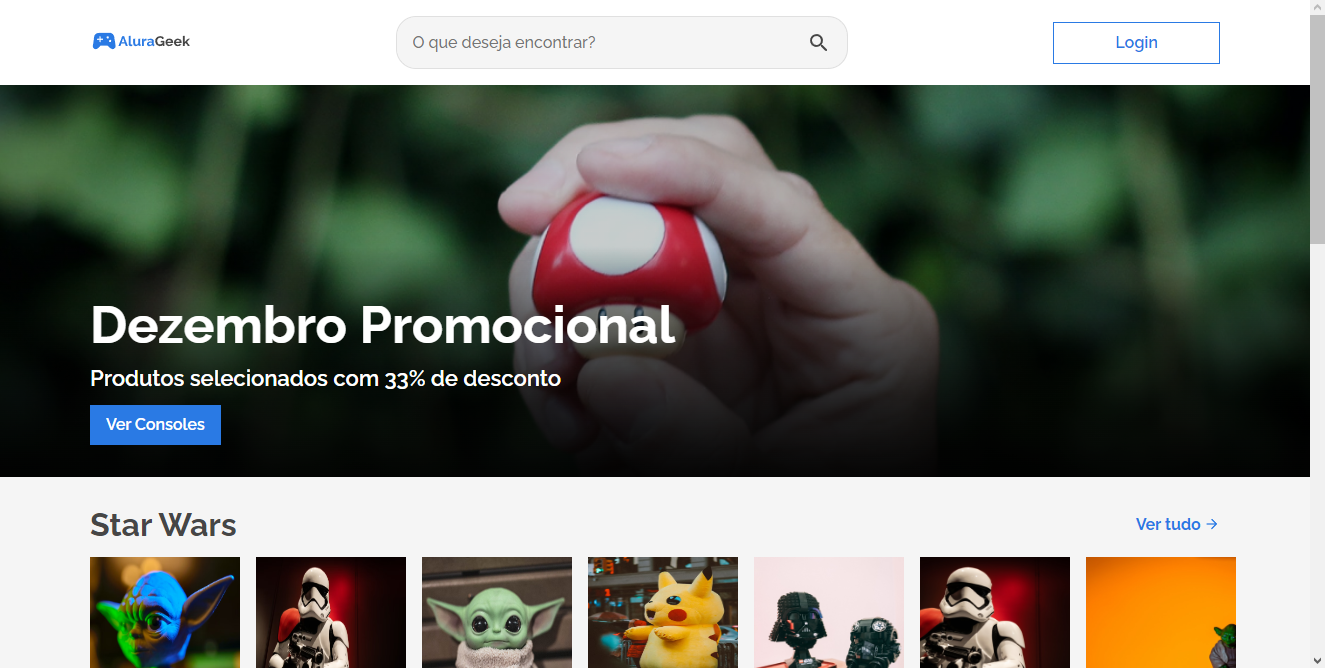 AluraGeek
O que deseja encontrar?
Login
Dezembro Promocional
Produtos selecionados com 33% de desconto
Ver Consoles
Star Wars
Ver tudo →